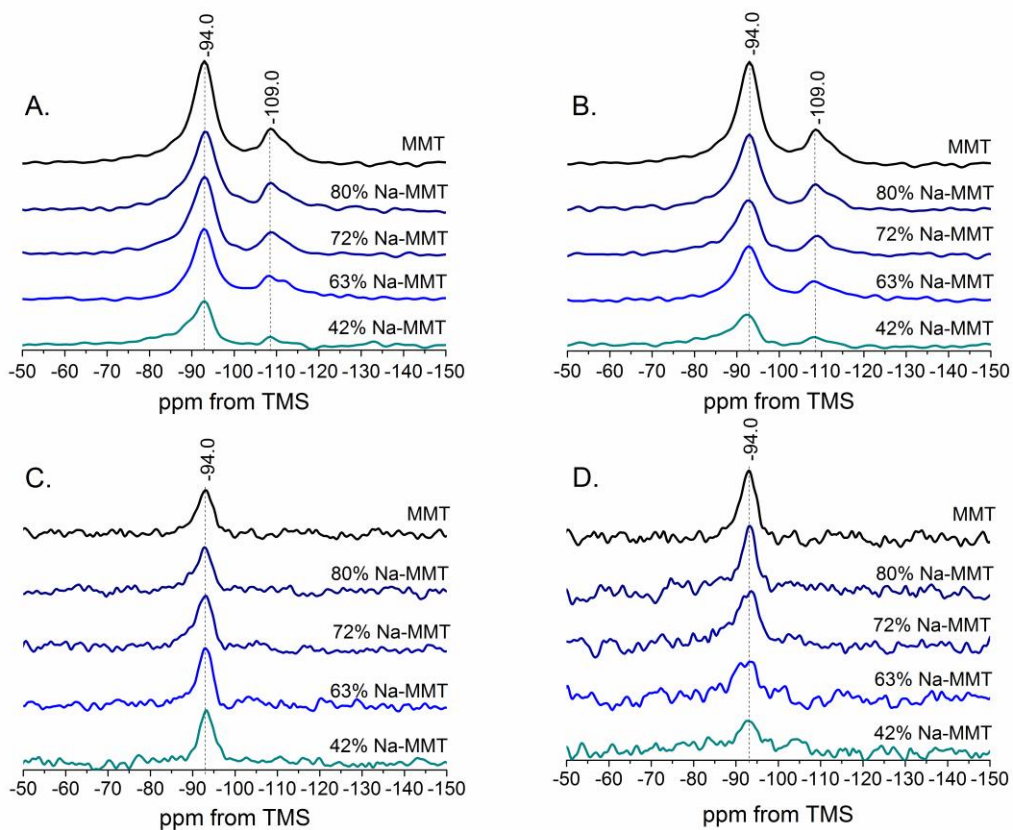 -94.0
-109.0
A.
MMT
80% Na-MMT
72% Na-MMT
63% Na-MMT
42% Na-MMT
-50 -60 -70 -80 -90 -100 -110 -120 -130 -140 -150
ppm from TMS
-94.0
-109.0
B.
MMT
80% Na-MMT
72% Na-MMT
63% Na-MMT
42% Na-MMT
-50 -60 -70 -80 -90 -100 -110 -120 -130 -140 -150
ppm from TMS
-94.0
C.
MMT
80% Na-MMT
72% Na-MMT
63% Na-MMT
42% Na-MMT
-50 -60 -70 -80 -90 -100 -110 -120 -130 -140 -150
ppm from TMS
-94.0
D.
MMT
80% Na-MMT
72% Na-MMT
63% Na-MMT
42% Na-MMT
-50 -60 -70 -80 -90 -100 -110 -120 -130 -140 -150
ppm from TMS